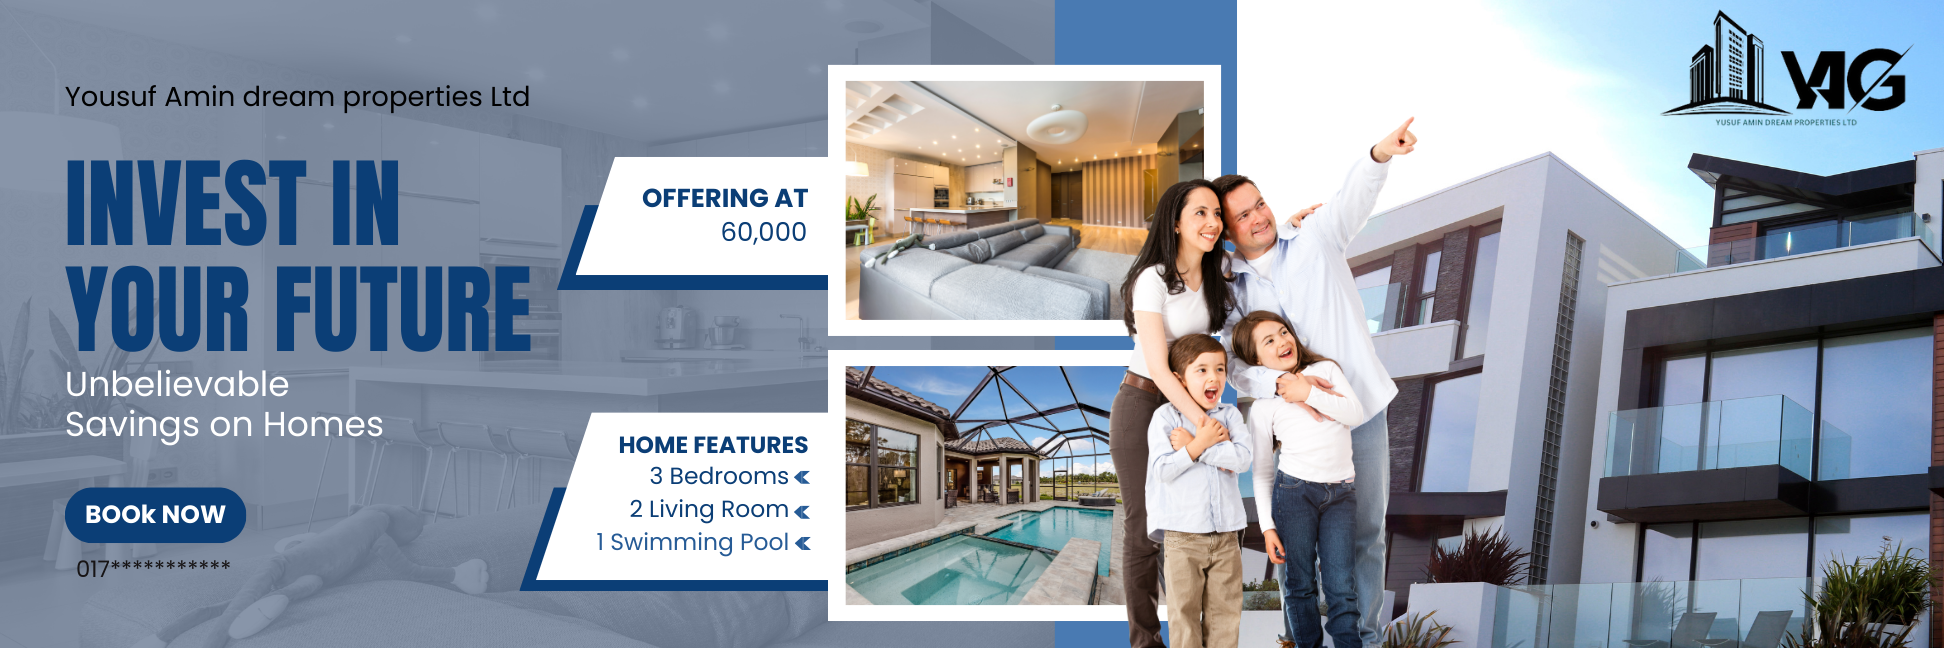 Yousuf Amin dream properties Ltd
INVEST IN
YOUR FUTURE
Unbelievable
Savings on Homes
BOOk NOW
017***********
OFFERING AT
60,000
HOME FEATURES
3 Bedrooms
2 Living Room
1 Swimming Pool
YAG
YUSUF AMIN DREAM PROPERTIES LTD